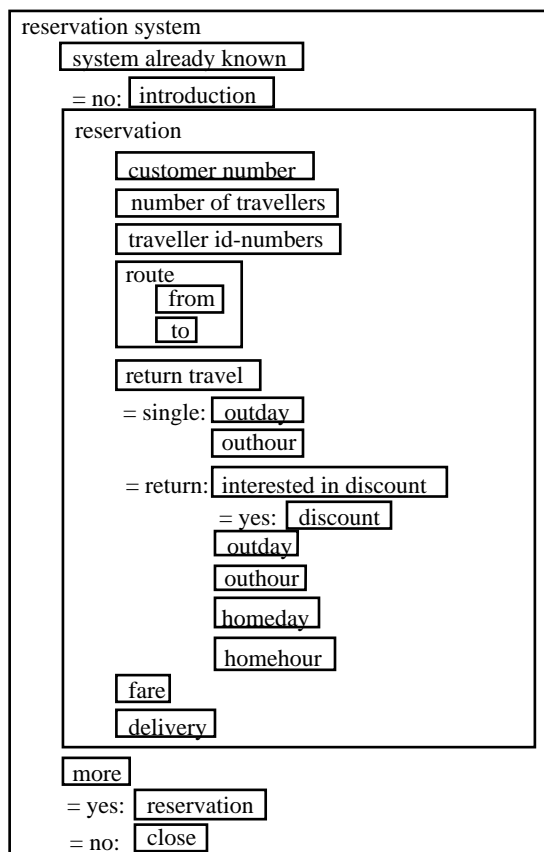 reservation system
system already known
= no: introduction
reservation
customer number
number of travellers
traveller id-numbers
route
from
to
return travel
= single: outday
outhour
= return: interested in discount
= yes: discount
outday
outhour
homeday
homehour
fare
delivery
more
= yes: reservation
= no: close